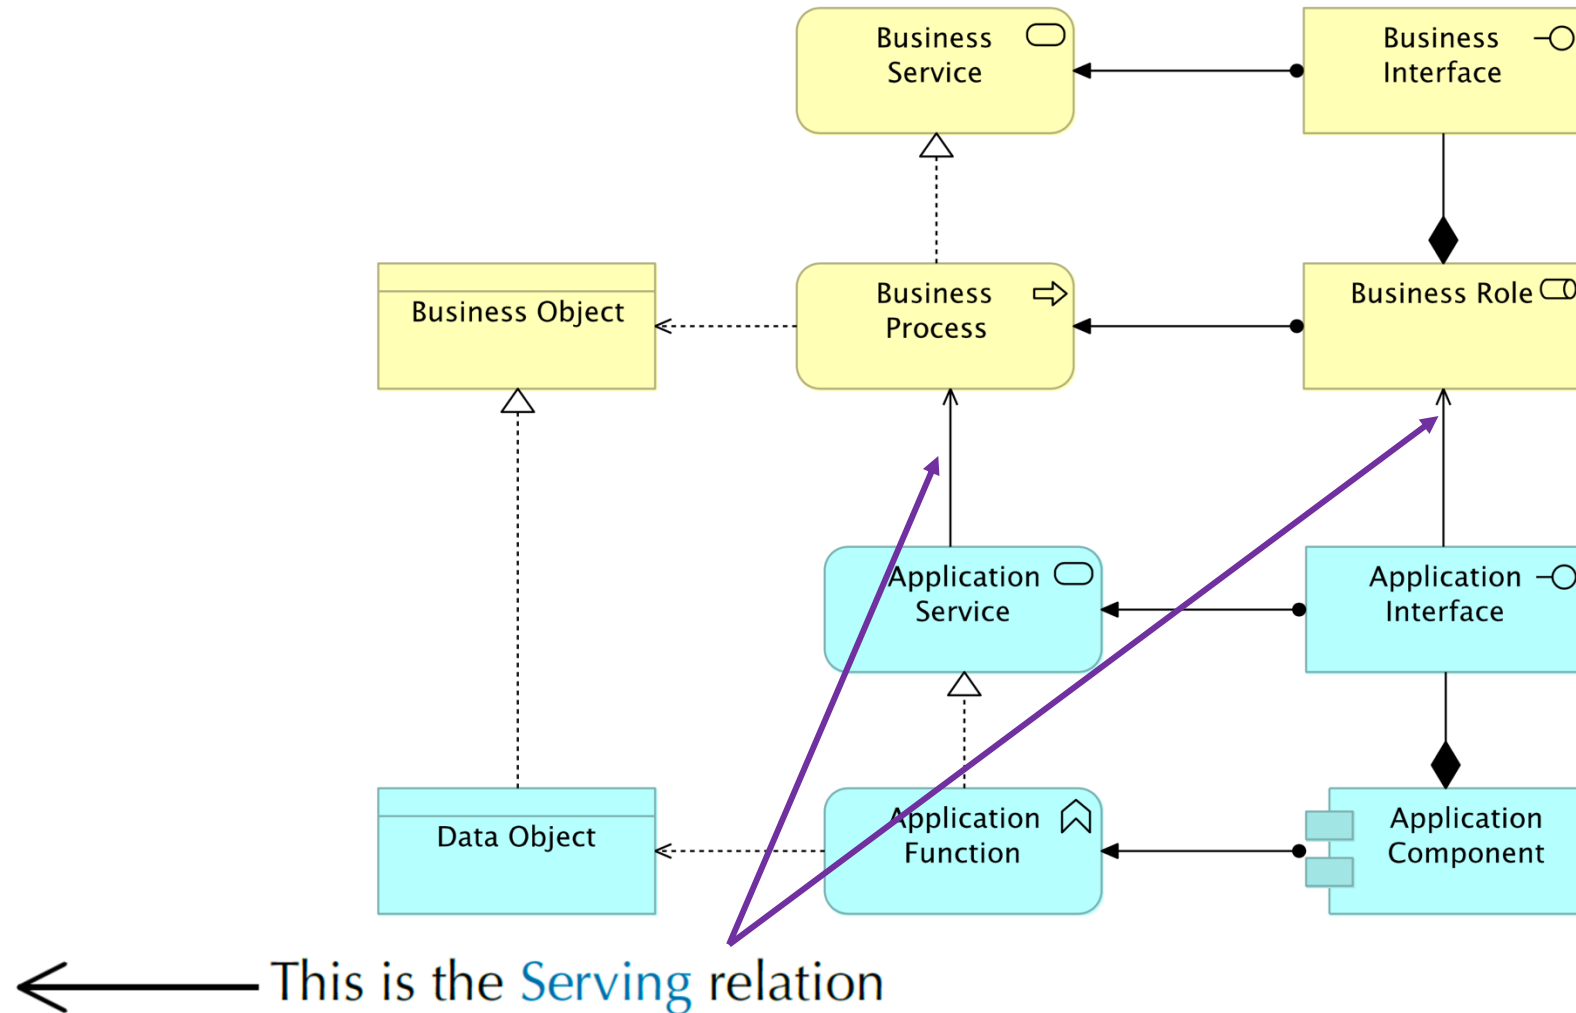 Business
Service
Business
Interface
Business Object
Business
Process
Business Role
Application
Service
Application
Interface
Data Object
Application
Function
Application
Component
This is the Serving relation